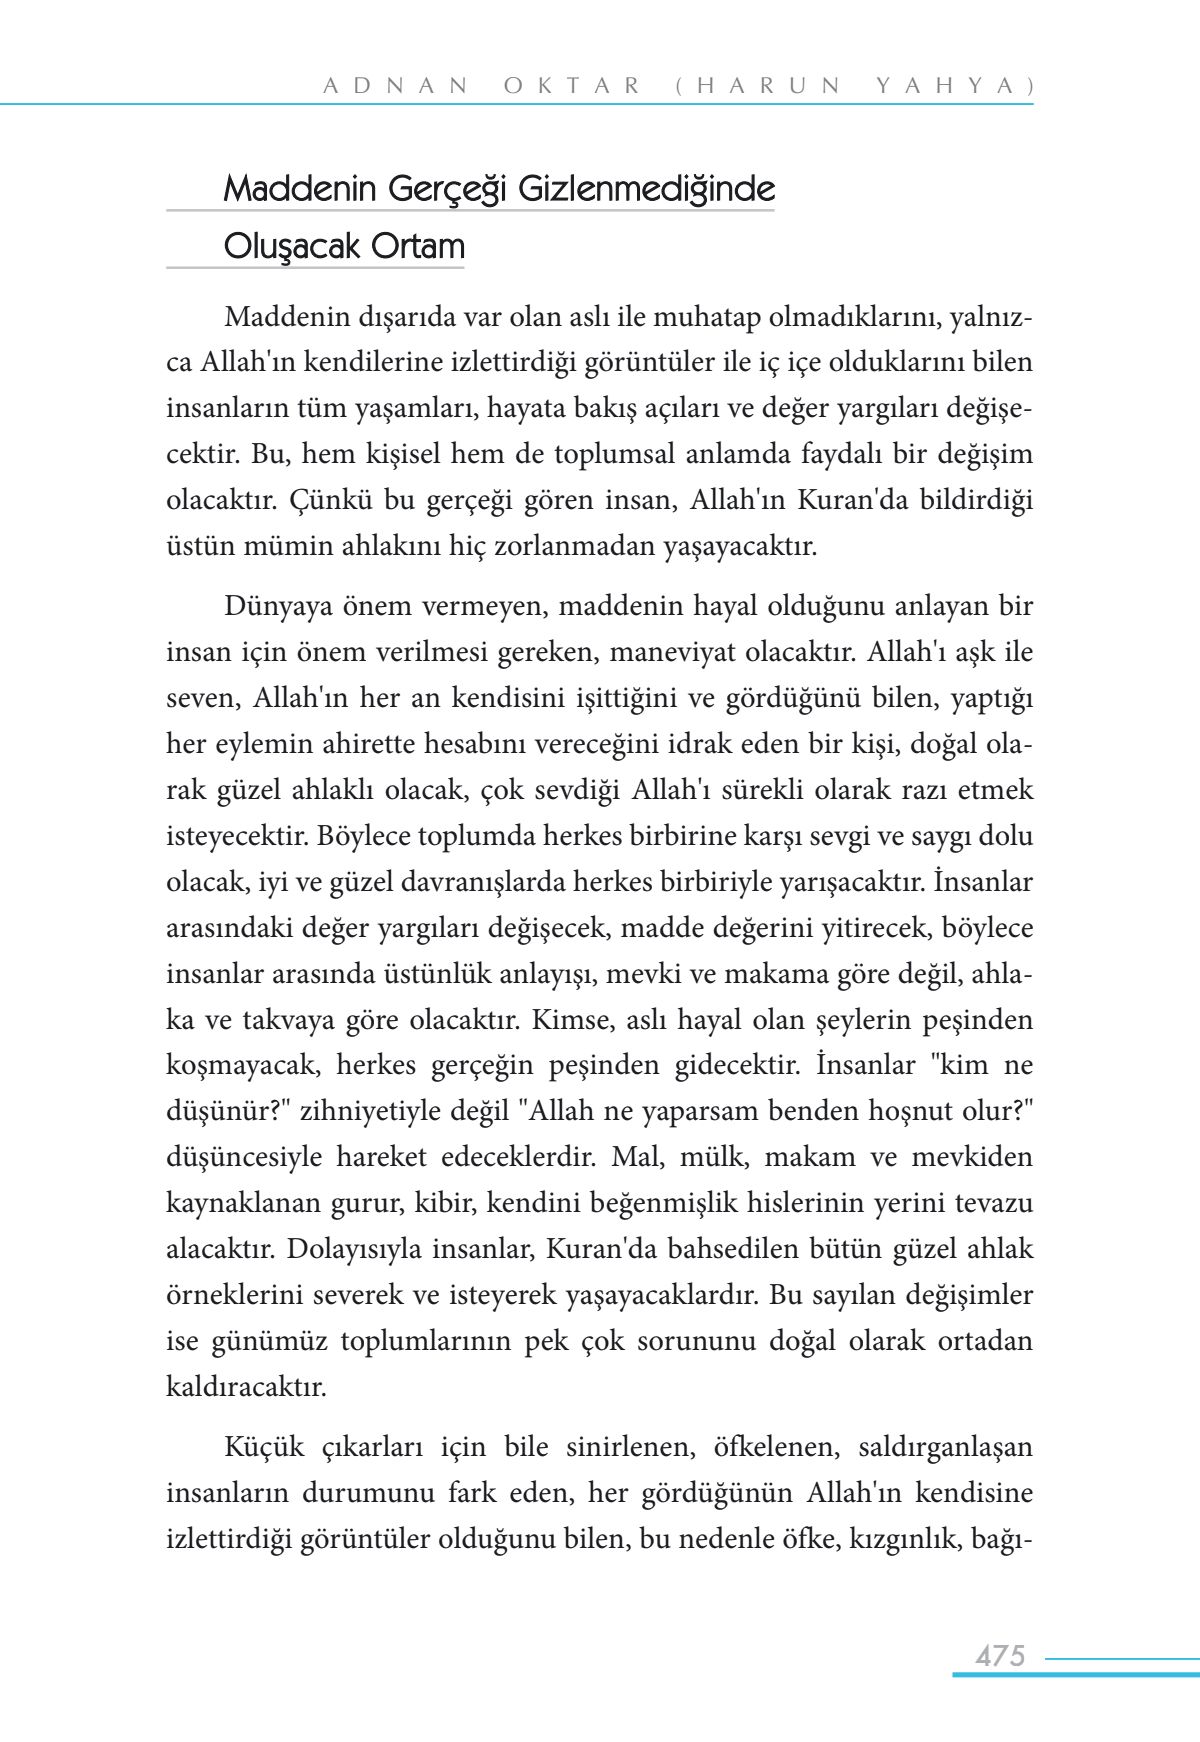 ADNAN OKTAR (HARUN YAHYA)
Maddenin Gerçeği Gizlenmediğinde
Oluşacak Ortam
Maddenin dışarıda var olan aslı ile muhatap olmadıklarını, yalnız-
ca Allah'ın kendilerine izlettirdiği görüntüler ile iç içe olduklarını bilen
insanların tüm yaşamları, hayata bakış açıları ve değer yargıları değişe-
cektir. Bu, hem kişisel hem de toplumsal anlamda faydalı bir değişim
olacaktır. Çünkü bu gerçeği gören insan, Allah'ın Kuran'da bildirdiği
üstün mümin ahlakını hiç zorlanmadan yaşayacaktır.
Dünyaya önem vermeyen, maddenin hayal olduğunu anlayan bir
insan için önem verilmesi gereken, maneviyat olacaktır. Allah'ı aşk ile
seven, Allah'ın her an kendisini işittiğini ve gördüğünü bilen, yaptığı
her eylemin ahirette hesabını vereceğini idrak eden bir kişi, doğal ola-
rak güzel ahlaklı olacak, çok sevdiği Allah'ı sürekli olarak razı etmek
isteyecektir. Böylece toplumda herkes birbirine karşı sevgi ve saygı dolu
olacak, iyi ve güzel davranışlarda herkes birbiriyle yarışacaktır. İnsanlar
arasındaki değer yargıları değişecek, madde değerini yitirecek, böylece
insanlar arasında üstünlük anlayışı, mevki ve makama göre değil, ahla-
ka ve takvaya göre olacaktır. Kimse, aslı hayal olan şeylerin peşinden
koşmayacak, herkes gerçeğin peşinden gidecektir. İnsanlar "kim ne
düşünür?" zihniyetiyle değil "Allah ne yaparsam benden hoşnut olur?"
düşüncesiyle hareket edeceklerdir. Mal, mülk, makam ve mevkiden
kaynaklanan gurur, kibir, kendini beğenmişlik hislerinin yerini tevazu
alacaktır. Dolayısıyla insanlar, Kuran'da bahsedilen bütün güzel ahlak
örneklerini severek ve isteyerek yaşayacaklardır. Bu sayılan değişimler
ise günümüz toplumlarının pek çok sorununu doğal olarak ortadan
kaldıracaktır.
Küçük çıkarları için bile sinirlenen, öfkelenen, saldırganlaşan
insanların durumunu fark eden, her gördüğünün Allah'ın kendisine
izlettirdiği görüntüler olduğunu bilen, bu nedenle öfke, kızgınlık, bağı-
475